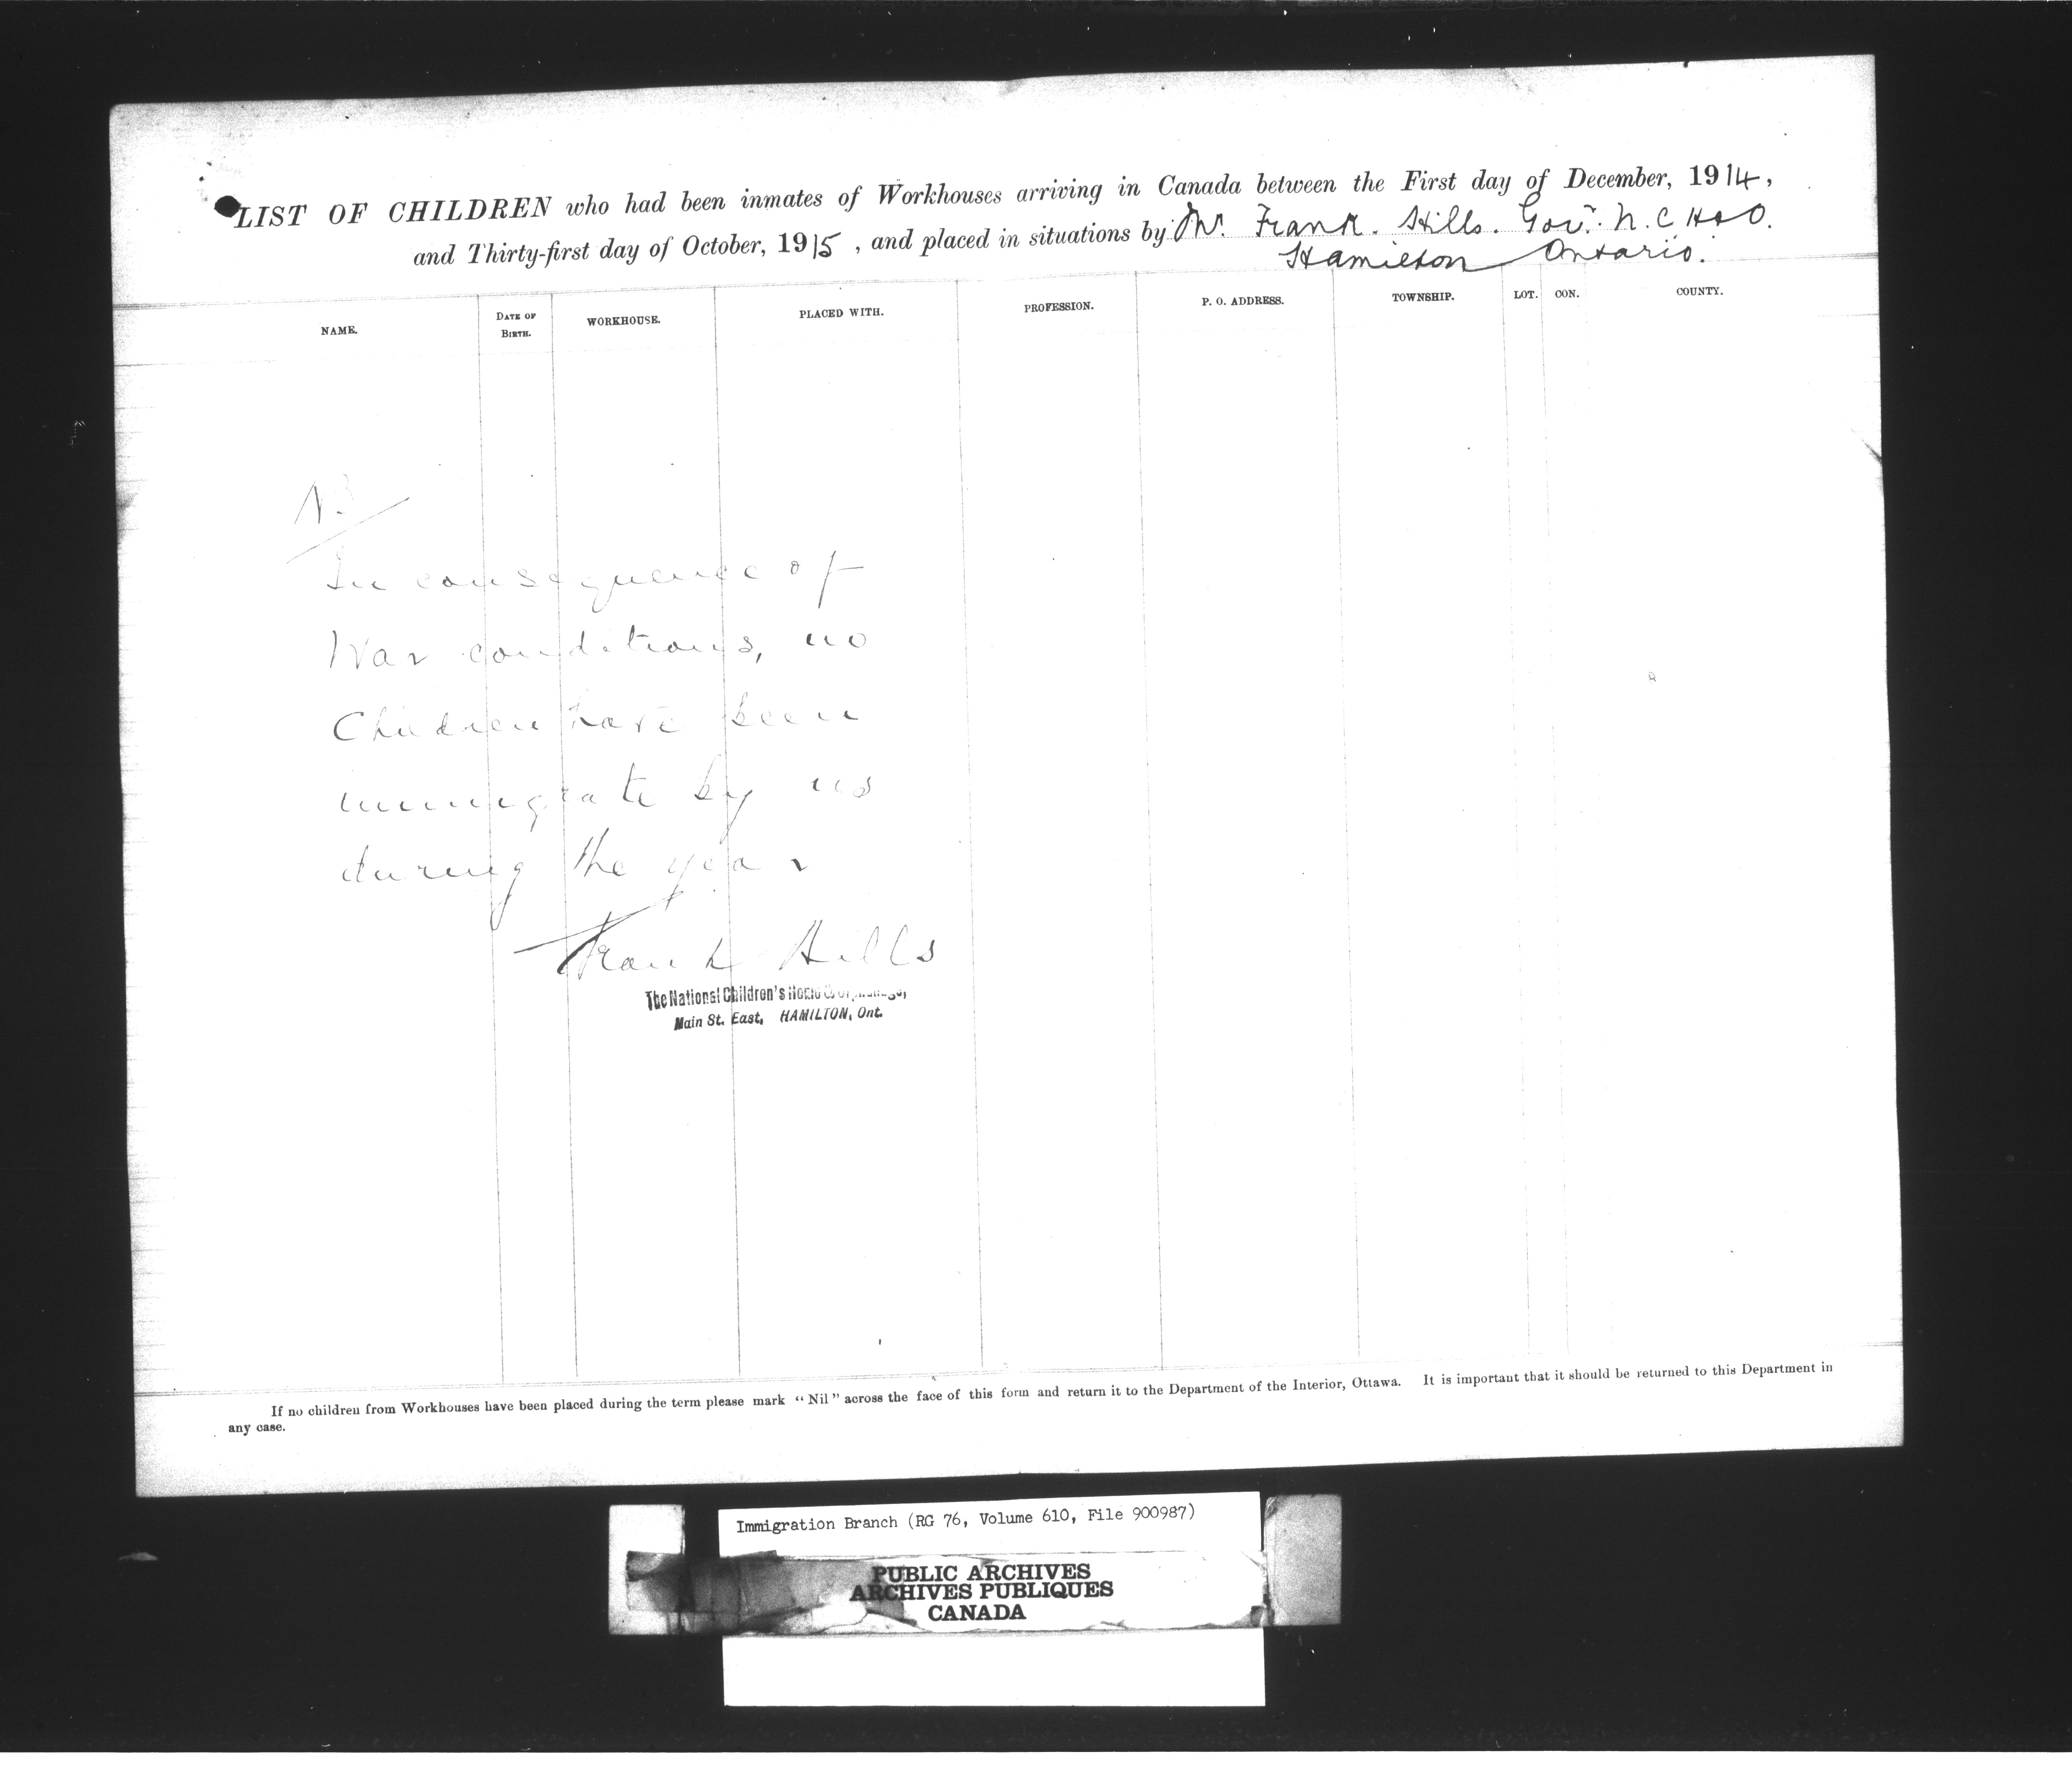 LIST OF CHILDREN who had been inmates of Workhouses arriving in Canada between the First day of December, 1914,
and Thirty-first day of October, 1915, and placed in situations by Mr. Frank. Hills. Gov.r N. C. H & O.
Hamilton Ontario.
NAME. DATE OF BIRTH. WORKHOUSE. PLACED WITH. PROFESSION. P. O. ADDRESS. TOWNSHIP. LOT. CON. COUNTY.
In consequence of
War conditions, no
Children have been
immigrate by us
during the year
Frank Hills
The National Children's Home &
Main St. East, HAMILTON, Ont.
If no children from Workhouses have been placed during the term please mark "Nil" across the face of this form and return it to the Department of the Interior, Ottawa. It is important that it should be returned to this Department in
any case.
Immigration Branch (RG 76, Volume 610, File 900987)
PUBLIC ARCHIVES
ARCHIVES PUBLIQUES
CANADA